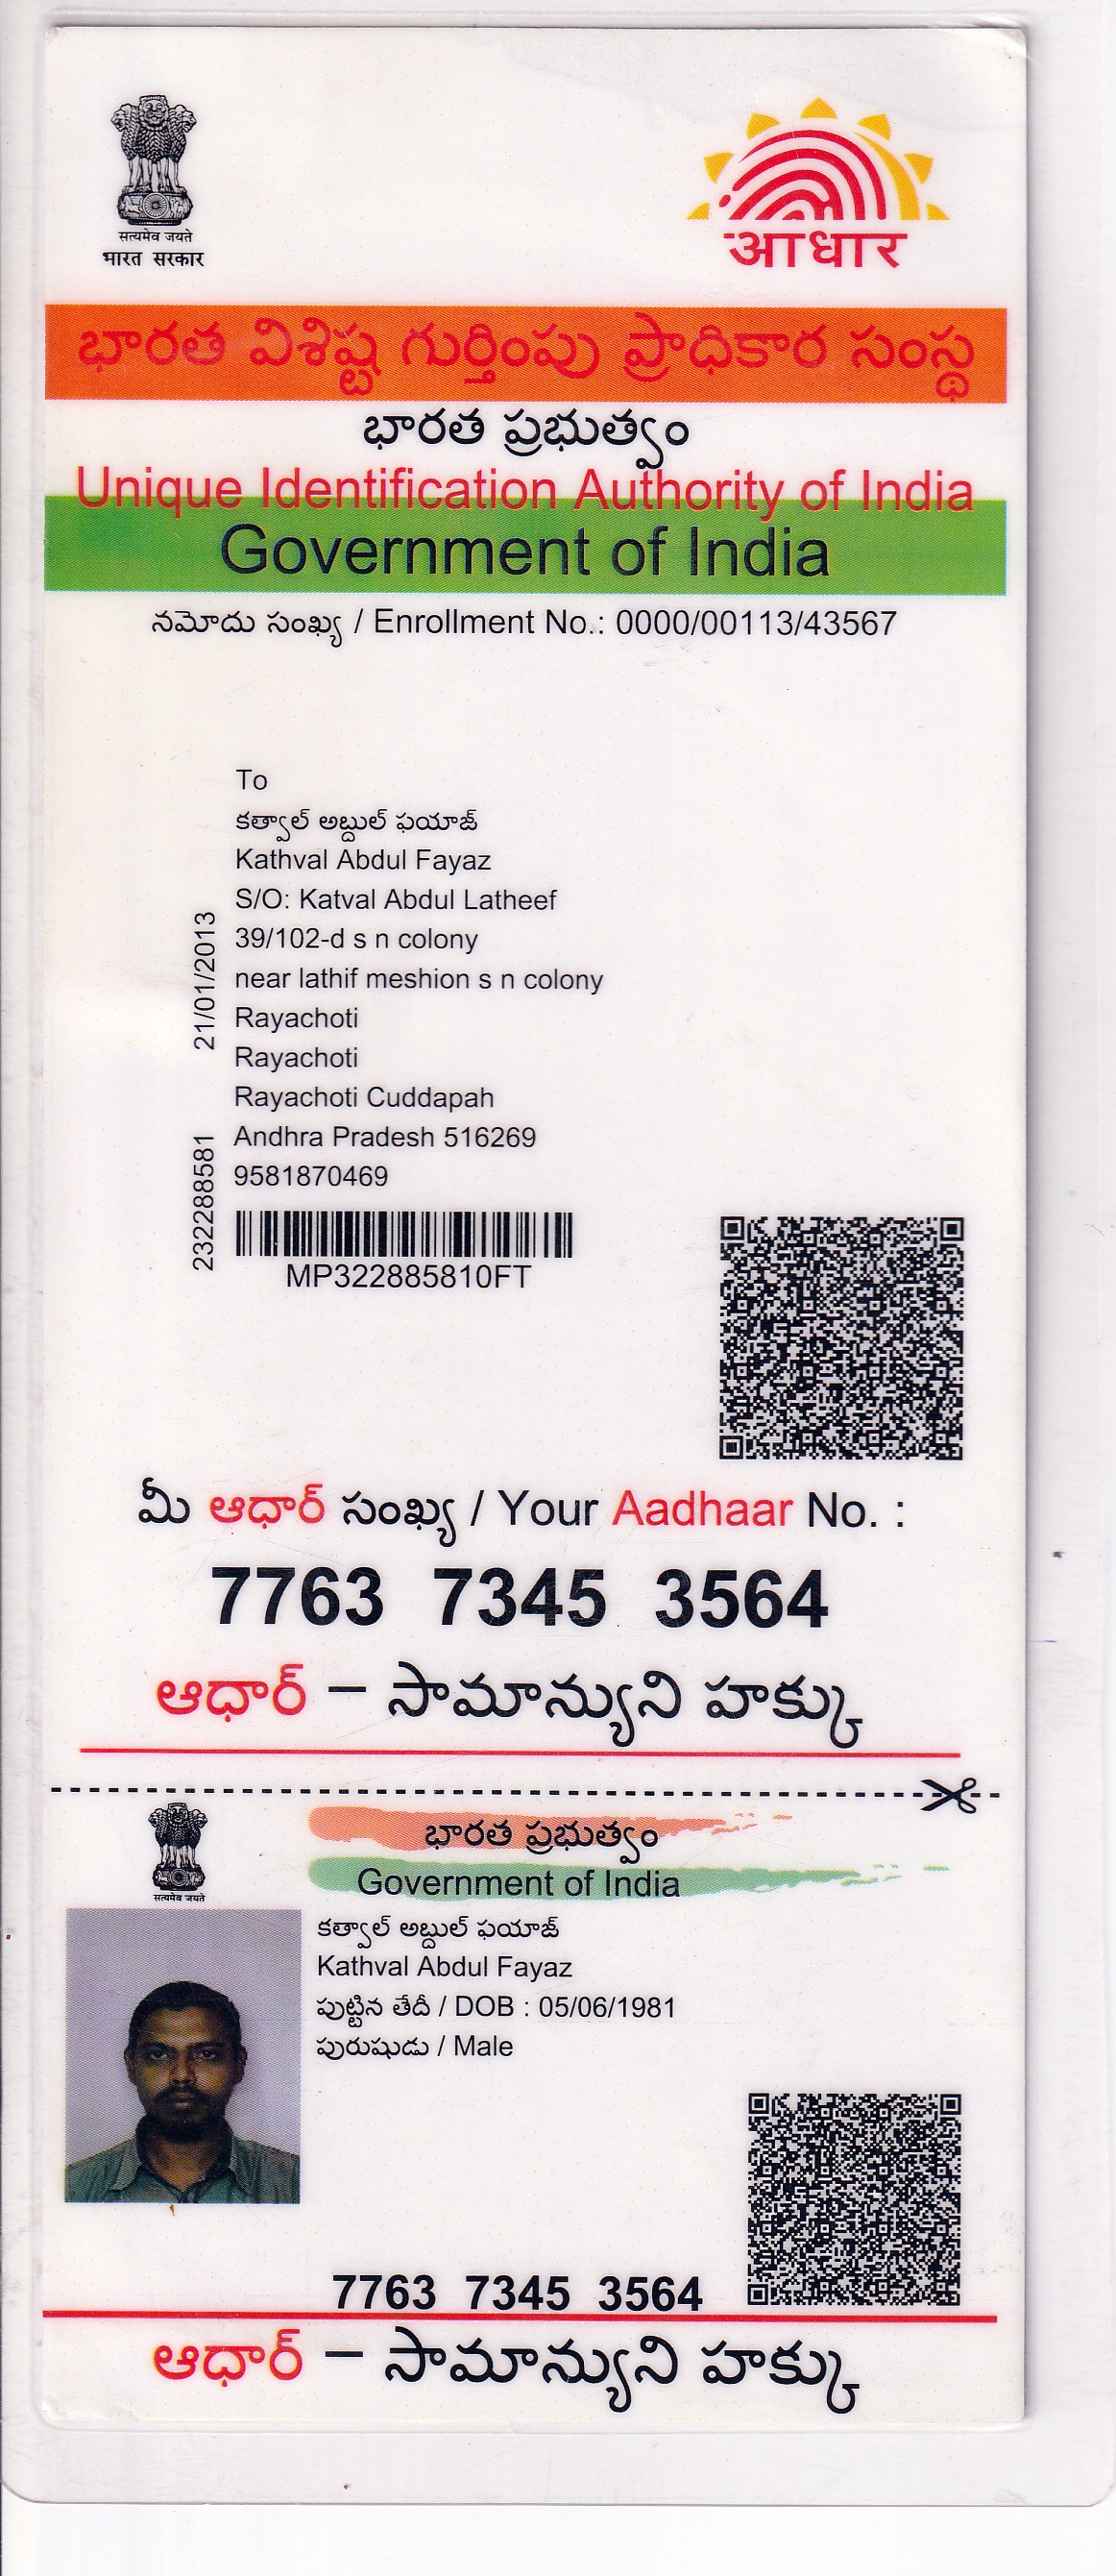 सत्यमेव जयते
भारत सरकार
आधार
భారత విశిష్ట గుర్తింపు ప్రాధికార సంస్థ
భారత ప్రభుత్వం
Unique Identification Authority of India
Government of India
నమోదు సంఖ్య / Enrollment No.: 0000/00113/43567
To
కత్వాల్ అబ్దుల్ ఫయాజ్
Kathval Abdul Fayaz
S/O: Katval Abdul Latheef
39/102-d s n colony
near lathif meshion s n colony
Rayachoti
Rayachoti
Rayachoti Cuddapah
Andhra Pradesh 516269
9581870469
21/01/2013
232288581
MP322885810FT
మీ ఆధార్ సంఖ్య / Your Aadhaar No. :
7763 7345 3564
ఆధార్ – సామాన్యుని హక్కు
భారత ప్రభుత్వం
Government of India
सत्यमेव जयते
కత్వాల్ అబ్దుల్ ఫయాజ్
Kathval Abdul Fayaz
పుట్టిన తేదీ / DOB : 05/06/1981
పురుషుడు / Male
7763 7345 3564
ఆధార్ – సామాన్యుని హక్కు